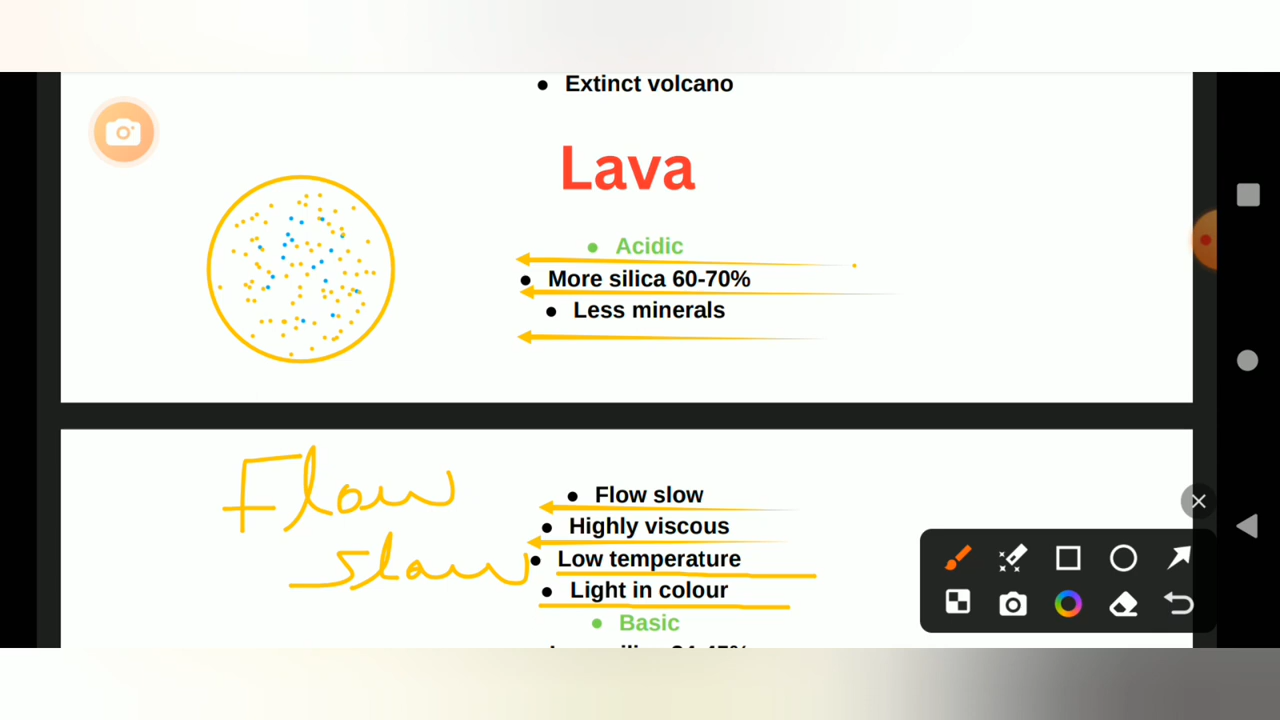 Extinct volcano
Lava
Acidic
More silica 60-70%
Less minerals
Flow slow
Flow slow
Highly viscous
Low temperature
Light in colour
Basic